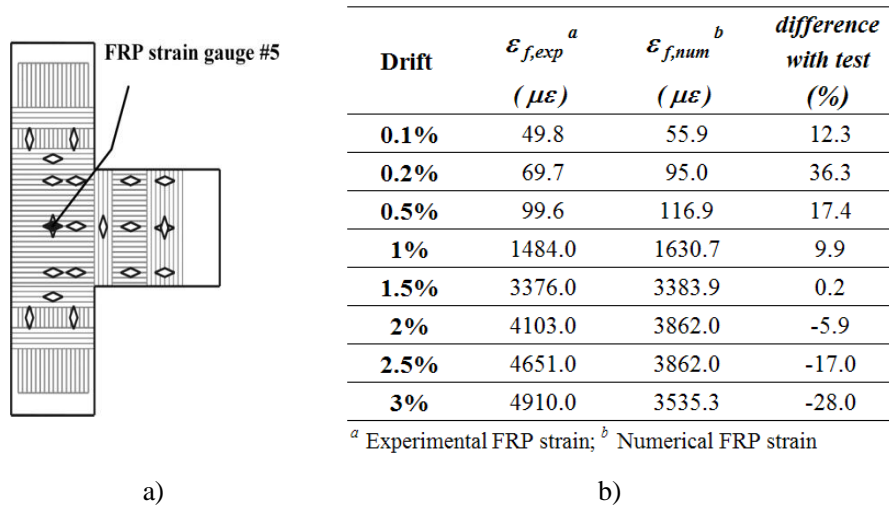 FRP strain gauge #5
Drift ε f,exp a (με) ε f,num b (με) difference with test (%)
0.1% 49.8 55.9 12.3
0.2% 69.7 95.0 36.3
0.5% 99.6 116.9 17.4
1% 1484.0 1630.7 9.9
1.5% 3376.0 3383.9 0.2
2% 4103.0 3862.0 -5.9
2.5% 4651.0 3862.0 -17.0
3% 4910.0 3535.3 -28.0
a Experimental FRP strain; b Numerical FRP strain
a) b)